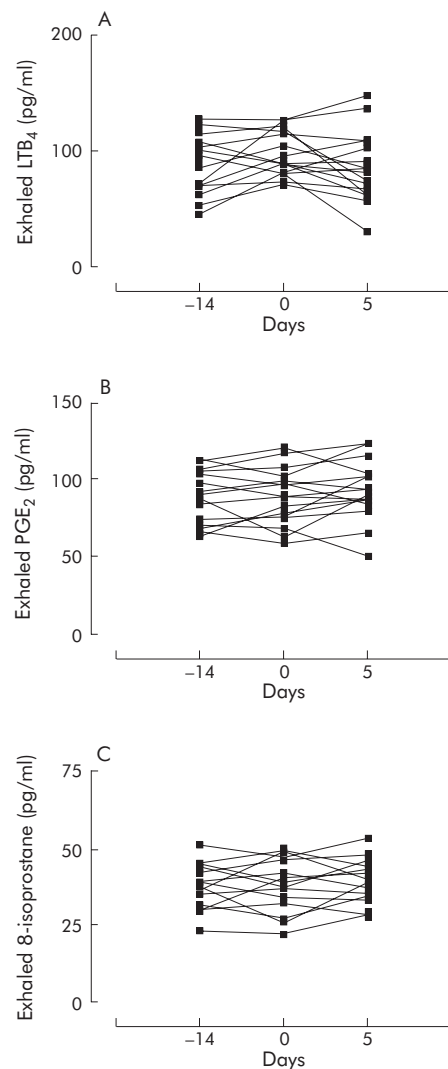 A
200
100
0
Exhaled LTB₄ (pg/ml)
–14 0 5
Days
B
150
100
50
0
Exhaled PGE₂ (pg/ml)
–14 0 5
Days
C
75
50
25
0
Exhaled 8-isoprostane (pg/ml)
–14 0 5
Days